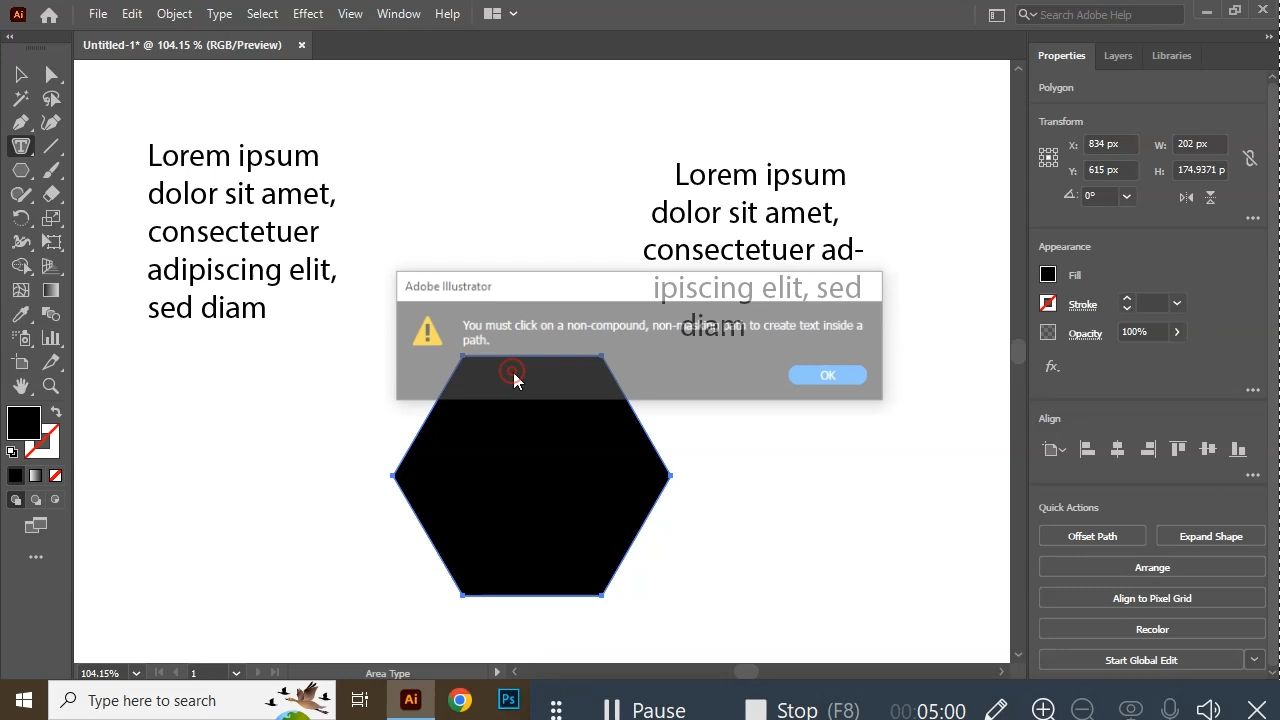 Ai File Edit Object Type Select Effect View Window Help Search Adobe Help
Untitled-1* @ 104.15 % (RGB/Preview)
Properties Layers Libraries
Polygon
Transform
X: 834 px W: 202 px
Y: 615 px H: 174.9371 p
0°
Appearance
Fill
Stroke
Opacity 100%
fx.
Align
Quick Actions
Offset Path Expand Shape
Arrange
Align to Pixel Grid
Recolor
Start Global Edit
Lorem ipsum
dolor sit amet,
consectetuer
adipiscing elit,
sed diam
Lorem ipsum
dolor sit amet,
consectetuer ad-
ipiscing elit, sed
diam
Adobe Illustrator
You must click on a non-compound, non-masking path to create text inside a
path.
OK
104.15% 1 Area Type
Type here to search Ai Ps Pause Stop (F8) 00:05:00